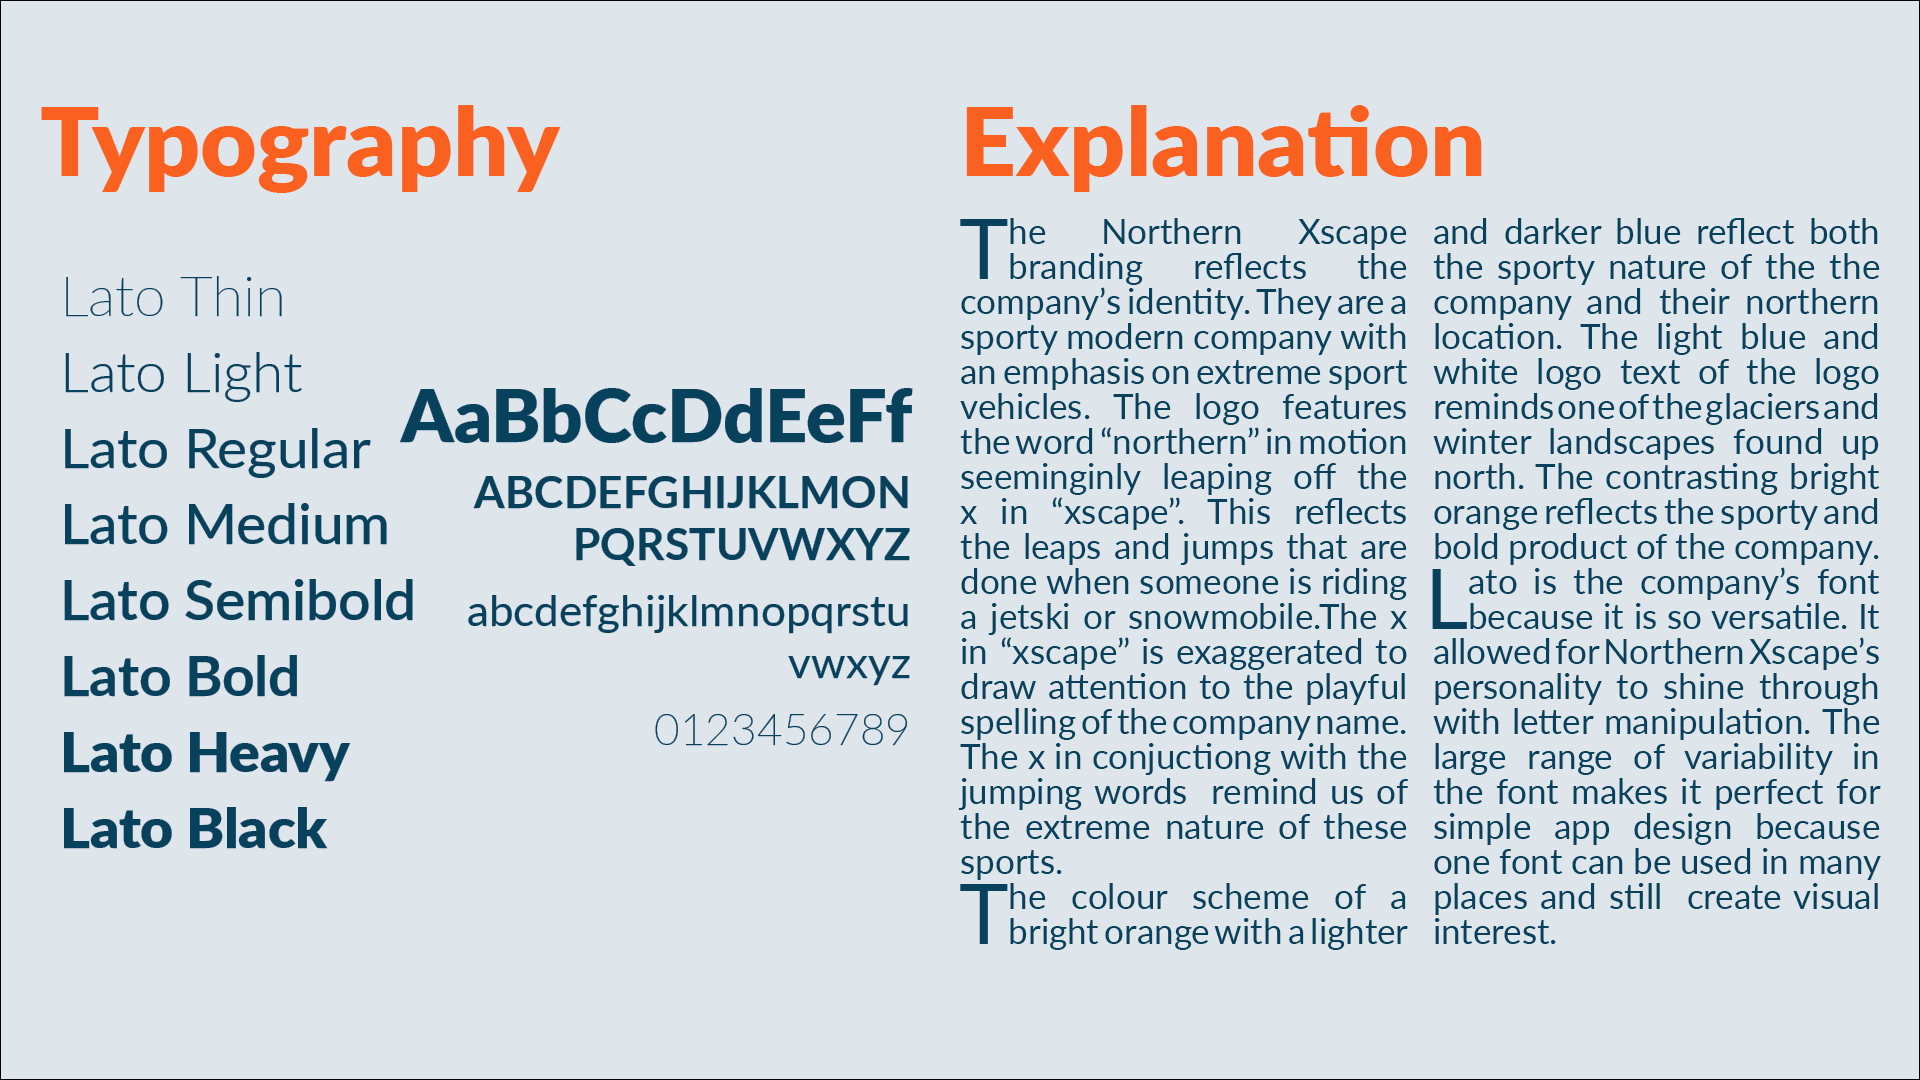 Typography
Lato Thin
Lato Light
Lato Regular
Lato Medium
Lato Semibold
Lato Bold
Lato Heavy
Lato Black
AaBbCcDdEeFf
ABCDEFGHIJKLMON
PQRSTUVWXYZ
abcdefghijklmnopqrstu
vwxyz
0123456789
Explanation
The Northern Xscape
branding reflects the
company’s identity. They are a
sporty modern company with
an emphasis on extreme sport
vehicles. The logo features
the word “northern” in motion
seeminginly leaping off the
x in “xscape”. This reflects
the leaps and jumps that are
done when someone is riding
a jetski or snowmobile.The x
in “xscape” is exaggerated to
draw attention to the playful
spelling of the company name.
The x in conjuctiong with the
jumping words remind us of
the extreme nature of these
sports.
The colour scheme of a
bright orange with a lighter
and darker blue reflect both
the sporty nature of the the
company and their northern
location. The light blue and
white logo text of the logo
reminds one of the glaciers and
winter landscapes found up
north. The contrasting bright
orange reflects the sporty and
bold product of the company.
Lato is the company’s font
because it is so versatile. It
allowed for Northern Xscape’s
personality to shine through
with letter manipulation. The
large range of variability in
the font makes it perfect for
simple app design because
one font can be used in many
places and still create visual
interest.